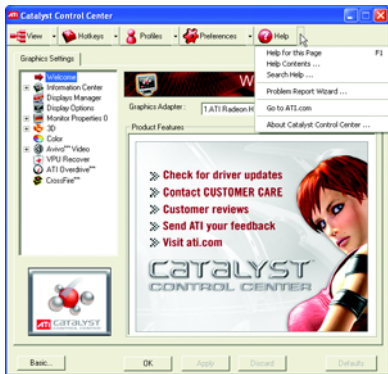 Catalyst Control Center
View
Hotkeys
Profiles
Preferences
Help
Help for this Page F1
Help Contents ...
Search Help ...
Problem Report Wizard ...
Go to ATI.com
About Catalyst Control Center ...
Graphics Settings
Welcome
Information Center
Displays Manager
Display Options
Monitor Properties 0
3D
Color
Avivo™ Video
VPU Recover
ATI Overdrive™
CrossFire™
W
Graphics Adapter :
1.ATI Radeon H
Product Features
Check for driver updates
Contact CUSTOMER CARE
Customer reviews
Send ATI your feedback
Visit ati.com
CATALYST
CONTROL CENTER
ATI CATALYST
Basic...
OK
Apply
Discard
Defaults